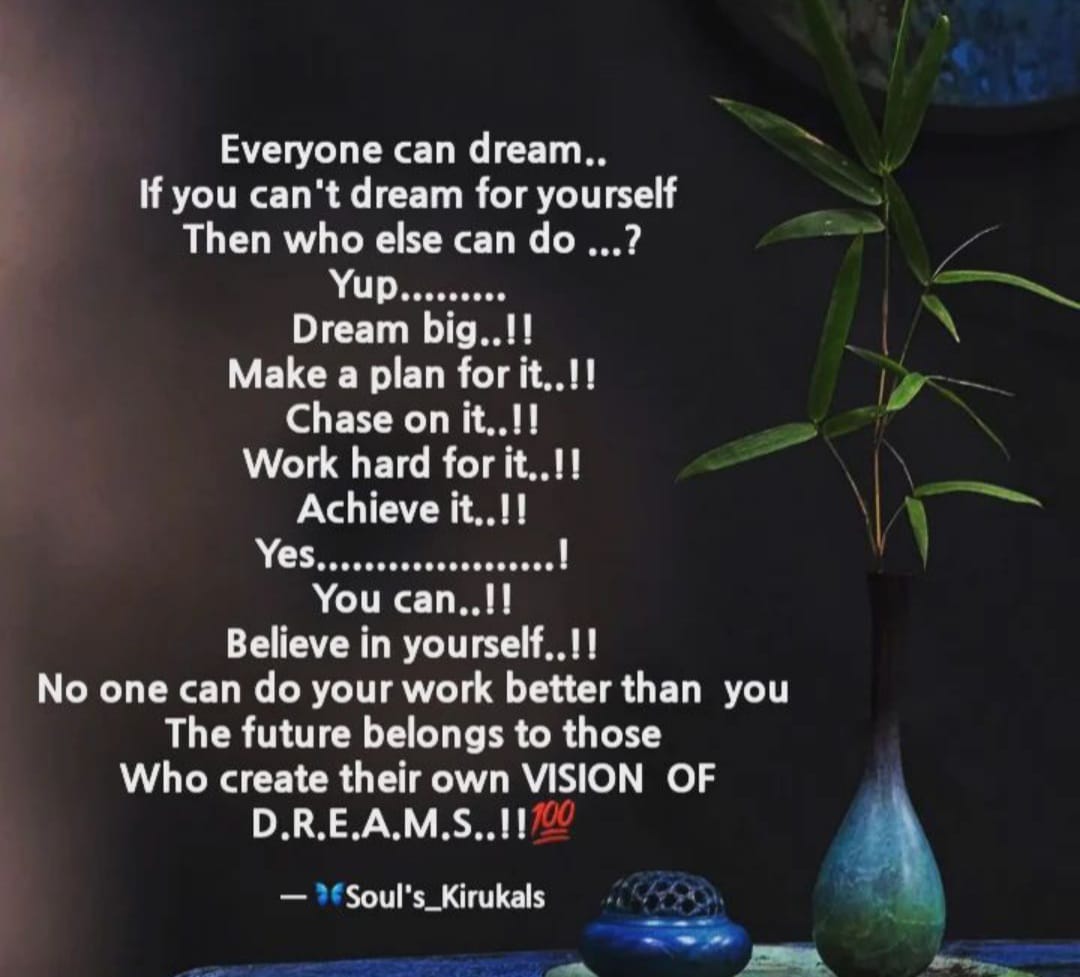 Everyone can dream..
If you can't dream for yourself
Then who else can do ...?
Yup.........
Dream big..!!
Make a plan for it..!!
Chase on it..!!
Work hard for it..!!
Achieve it..!!
Yes....................!
You can..!!
Believe in yourself..!!
No one can do your work better than  you
The future belongs to those
Who create their own VISION  OF
D.R.E.A.M.S..!!💯
— 🦋Soul's_Kirukals